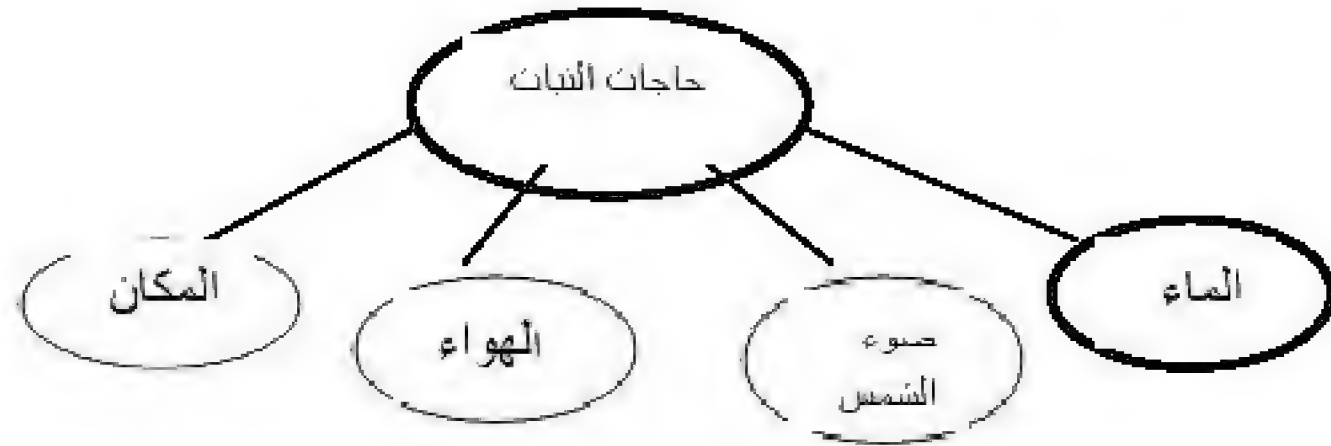 حاجات النبات
الماء
ضوء
الشمس
الهواء
المكان